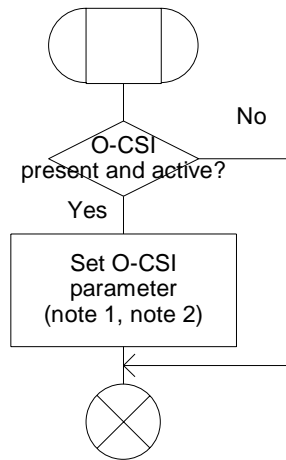 O-CSI
present and active?
No
Yes
Set O-CSI
parameter
(note 1, note 2)